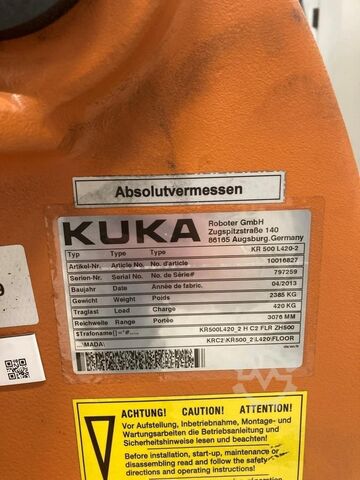 Absolutvermessen
KUKA
Roboter GmbH
Zugspitzstraße 140
86165 Augsburg, Germany
Typ Type Type KR 500 L420-2
Artikel-Nr. Article No. No. d'article 10016827
Serien-Nr. Serial No. No. de Série# 797259
Baujahr Date Année de fabric. 04/2013
Gewicht Weight Poids 2385 KG
Traglast Load Charge 420 KG
Reichweite Range Portée 3076 MM
$Trafoname[]="#..... KR500L420_2 H C2 FLR ZH500
...\MADA\ KRC2\KR500_2\L420\FLOOR
9
ACHTUNG! CAUTION! ATTENTION!
Vor Aufstellung, Inbetriebnahme, Montage- und
Wartungsarbeiten die Betriebsanleitung und
Sicherheitshinweise lesen und beachten!
Before installation, start-up, maintenance or
disassembling read and follow the safety
directions and operating instructions!